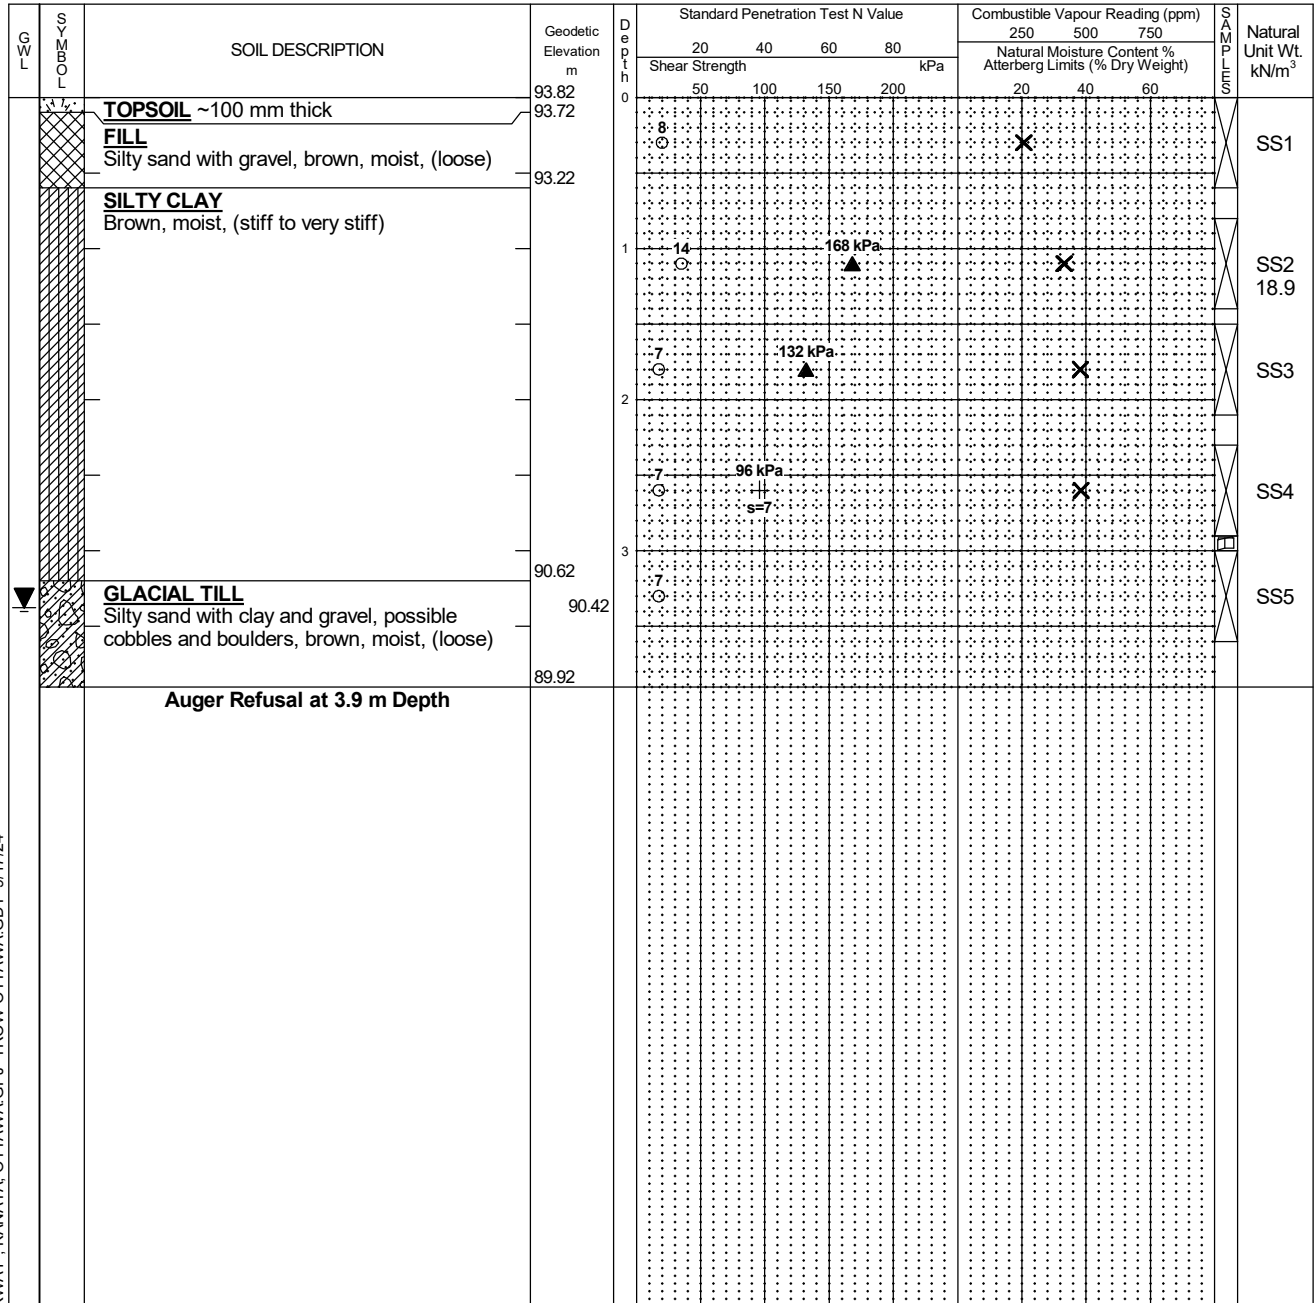 GWL
SYMBOL
SOIL DESCRIPTION
Geodetic
Elevation
m
Depth
Standard Penetration Test N Value
20 40 60 80
Shear Strength kPa
50 100 150 200
Combustible Vapour Reading (ppm)
250 500 750
Natural Moisture Content %
Atterberg Limits (% Dry Weight)
20 40 60
SAMPLES
Natural
Unit Wt.
kN/m³
93.82
0
TOPSOIL ~100 mm thick
93.72
FILL
Silty sand with gravel, brown, moist, (loose)
8
SS1
93.22
SILTY CLAY
Brown, moist, (stiff to very stiff)
1
14
168 kPa
SS2
18.9
7
132 kPa
SS3
2
7
96 kPa
s=7
SS4
3
90.62
GLACIAL TILL
Silty sand with clay and gravel, possible
cobbles and boulders, brown, moist, (loose)
90.42
7
SS5
89.92
Auger Refusal at 3.9 m Depth